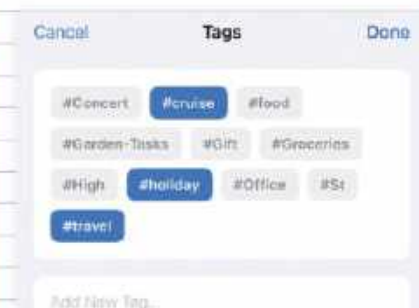 Cancel Tags Done
#Concert #cruise #food
#Garden-Tasks #Gift #Groceries
#High #holiday #Office #St
#travel
Add New Tag...